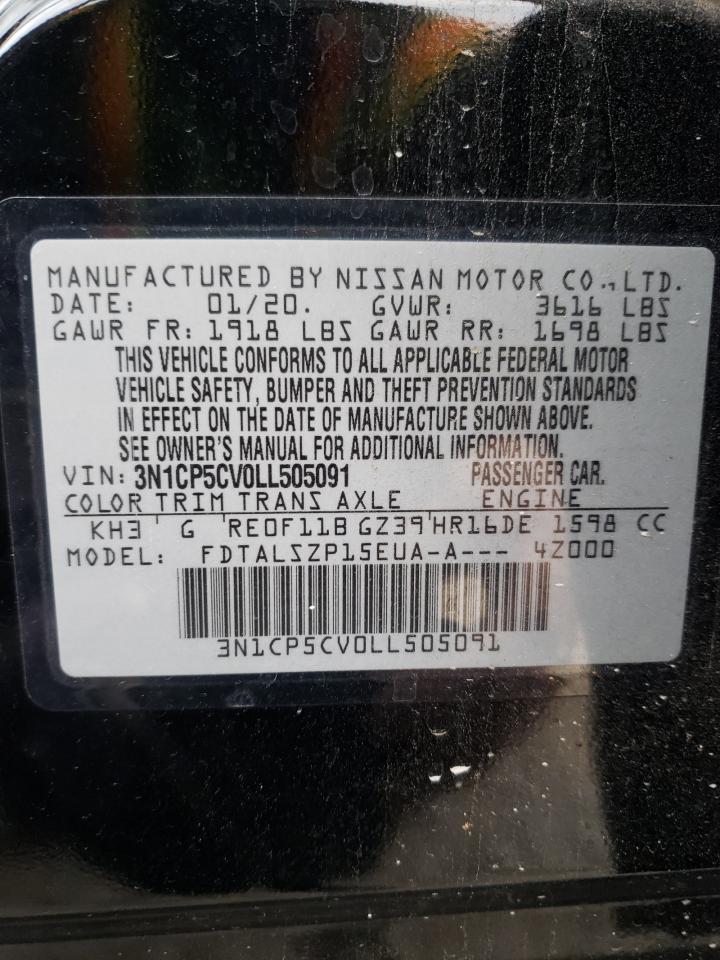 MANUFACTURED BY NISSAN MOTOR CO., LTD.
DATE: 01/20. GVWR: 3616 LBS
GAWR FR: 1918 LBS GAWR RR: 1698 LBS
THIS VEHICLE CONFORMS TO ALL APPLICABLE FEDERAL MOTOR
VEHICLE SAFETY, BUMPER AND THEFT PREVENTION STANDARDS
IN EFFECT ON THE DATE OF MANUFACTURE SHOWN ABOVE.
SEE OWNER'S MANUAL FOR ADDITIONAL INFORMATION.
VIN: 3N1CP5CV0LL505091 PASSENGER CAR.
COLOR TRIM TRANS AXLE ENGINE
KH3 G RE0F11B GZ39 HR16DE 1598 CC
MODEL: FDTALSZP15EUA-A--- 4Z000
3N1CP5CV0LL505091